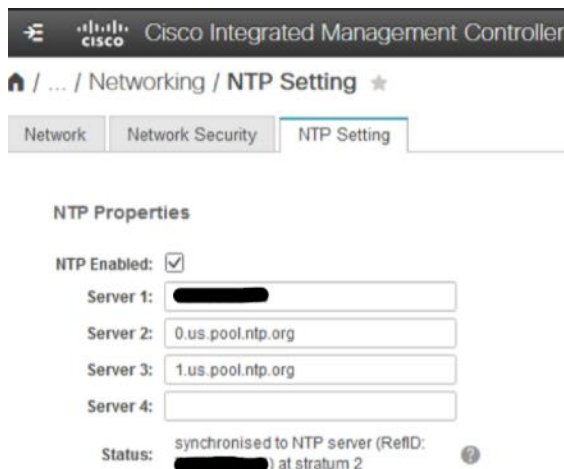 cisco Cisco Integrated Management Controller
/ ... / Networking / NTP Setting
Network Network Security NTP Setting
NTP Properties
NTP Enabled:
Server 1:
Server 2: 0.us.pool.ntp.org
Server 3: 1.us.pool.ntp.org
Server 4:
Status: synchronised to NTP server (RefID:
) at stratum 2